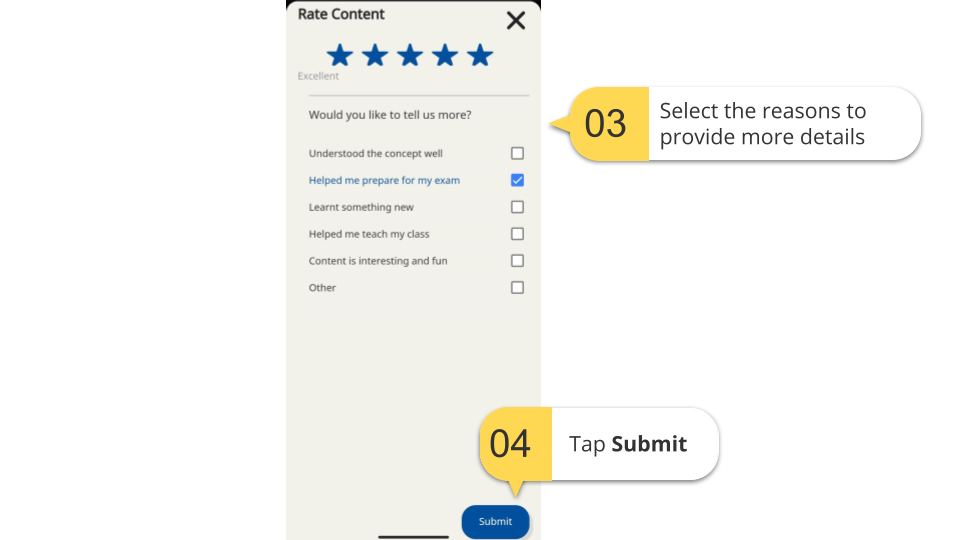 Rate Content
Excellent
Would you like to tell us more?
Understood the concept well
Helped me prepare for my exam
Learnt something new
Helped me teach my class
Content is interesting and fun
Other
03
Select the reasons to
provide more details
04
Tap Submit
Submit